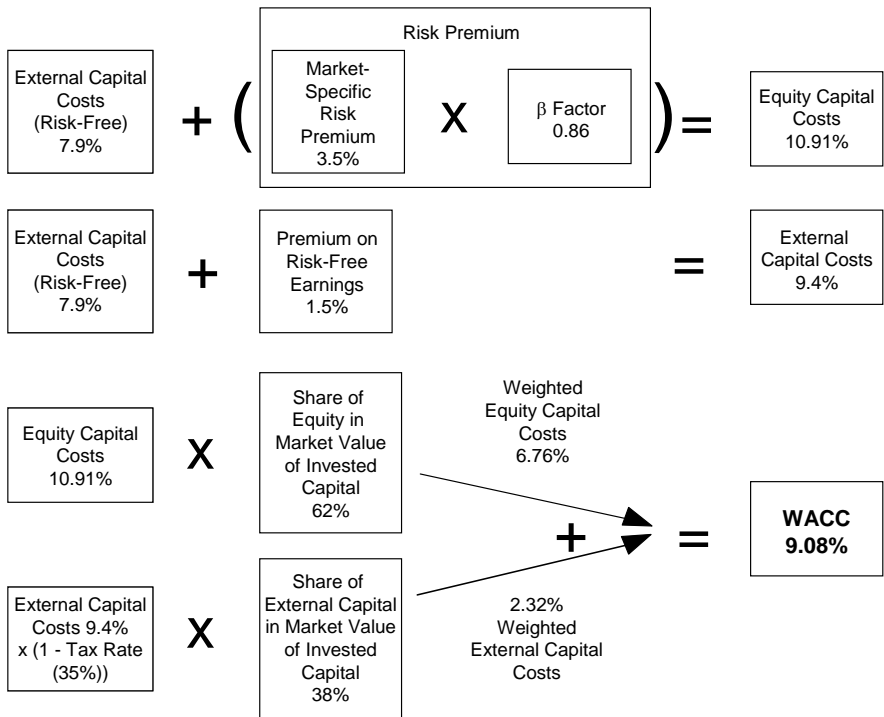 Risk Premium
External Capital
Costs
(Risk-Free)
7.9%
+
(
Market-
Specific
Risk
Premium
3.5%
x
β Factor
0.86
)
=
Equity Capital
Costs
10.91%
External Capital
Costs
(Risk-Free)
7.9%
+
Premium on
Risk-Free
Earnings
1.5%
=
External
Capital Costs
9.4%
Equity Capital
Costs
10.91%
x
Share of
Equity in
Market Value
of Invested
Capital
62%
Weighted
Equity Capital
Costs
6.76%
+
=
WACC
9.08%
External Capital
Costs 9.4%
x (1 - Tax Rate
(35%))
x
Share of
External Capital
in Market Value
of Invested
Capital
38%
2.32%
Weighted
External Capital
Costs